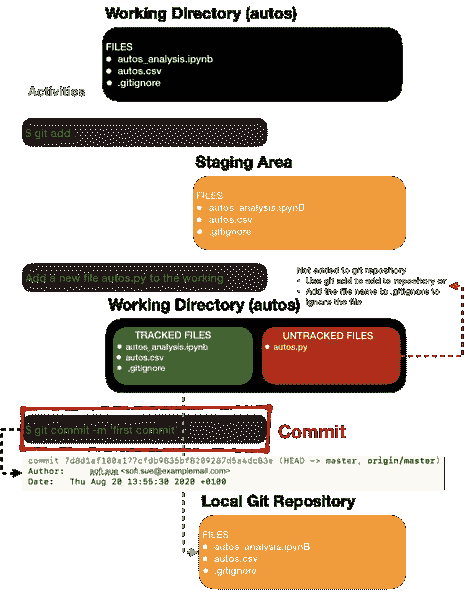 Working Directory (autos)
FILES
• autos_analysis.ipynb
• autos.csv
• .gitignore
Activities
$ git add
Staging Area
FILES
• autos_analysis.ipynb
• autos.csv
• .gitignore
Add a new file autos.py to the working
Not added to git repository
• Use git add to add to repository or
• Add the file name to .gitignore to
ignore the file
Working Directory (autos)
TRACKED FILES
• autos_analysis.ipynb
• autos.csv
• .gitignore
UNTRACKED FILES
• autos.py
$ git commit -m 'first commit'
Commit
(HEAD -> master, origin/master)
Author: <soft.sue@examplemail.com>
Date: Thu Aug 20 13:55:30 2020 +0100
Local Git Repository
FILES
• autos_analysis.ipynB
• autos.csv
• .gitignore